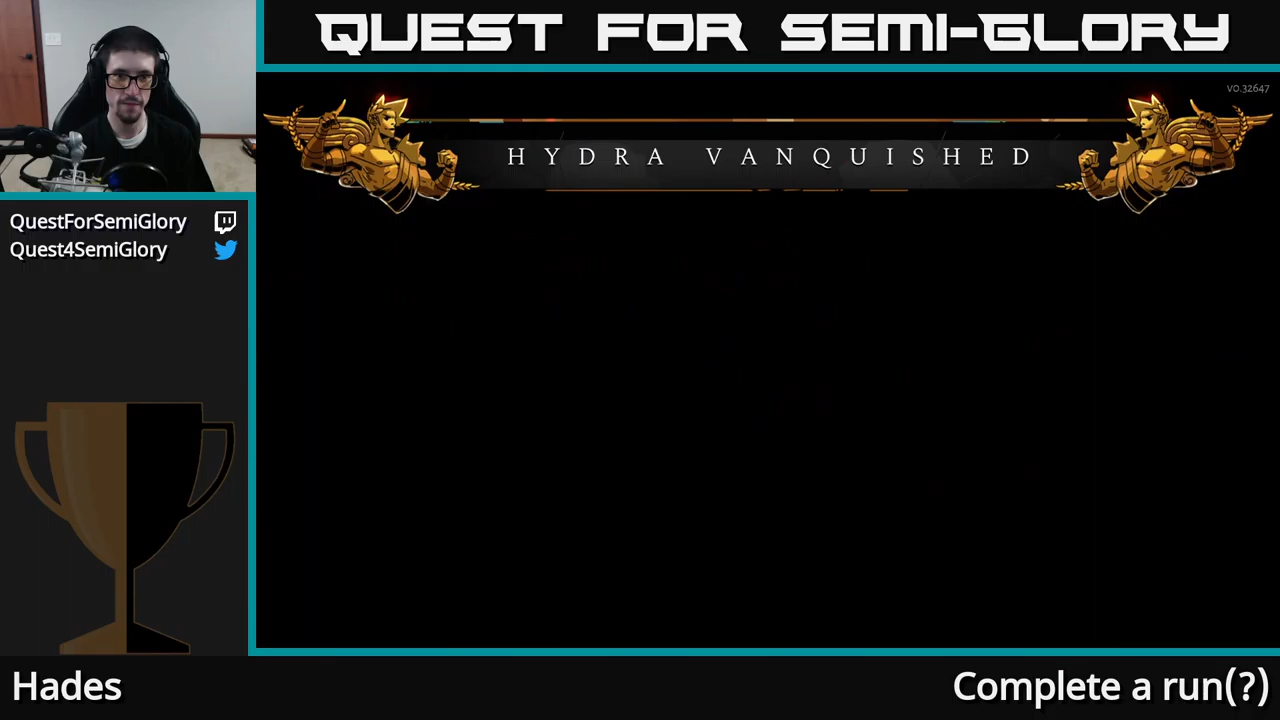 QUEST FOR SEMI-GLORY
V0.32647
HYDRA VANQUISHED
QuestForSemiGlory
Quest4SemiGlory
Hades
Complete a run(?)